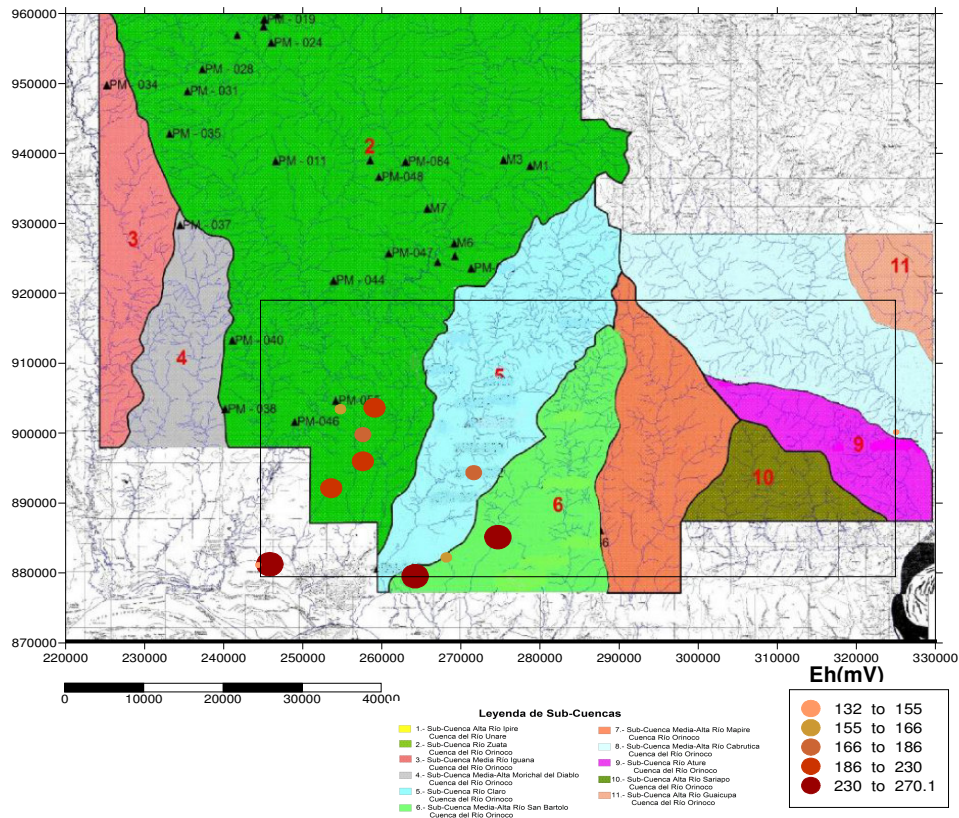 960000
950000
940000
930000
920000
910000
900000
890000
880000
870000
PM - 019
PM - 024
PM - 028
PM - 034
PM - 031
PM - 035
2
PM - 011
PM-084
PM-048
M3
M1
M7
PM - 037
3
M6
PM-047
PM-
PM - 044
11
PM - 040
4
5
PM - 038
PM-046
9
10
6
220000 230000 240000 250000 260000 270000 280000 290000 300000 310000 320000 330000
0 10000 20000 30000
Leyenda de Sub-Cuencas
1.- Sub-Cuenca Alta Río Ipire
Cuenca del Río Unare
2.- Sub-Cuenca Río Zuata
Cuenca del Río Orinoco
3.- Sub-Cuenca Media Río Iguana
Cuenca del Río Orinoco
4.- Sub-Cuenca Media-Alta Morichal del Diablo
Cuenca del Río Orinoco
5.- Sub-Cuenca Río Claro
Cuenca del Río Orinoco
6.- Sub-Cuenca Media-Alta Río San Bartolo
Cuenca del Río Orinoco
7.- Sub-Cuenca Media-Alta Río Mapire
Cuenca Río Orinoco
8.- Sub-Cuenca Media-Alta Río Cabrutica
Cuenca Río Orinoco
9.- Sub-Cuenca Río Ature
Cuenca del Río Orinoco
10.- Sub-Cuenca Alta Río Sariapo
Cuenca del Río Orinoco
11.- Sub-Cuenca Alta Río Guaicupa
Cuenca del Río Orinoco
Eh(mV)
132 to 155
155 to 166
166 to 186
186 to 230
230 to 270.1